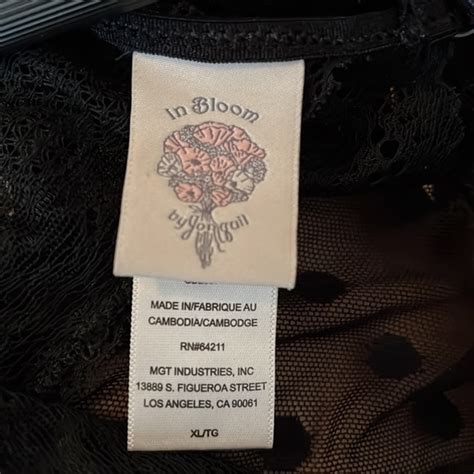 In Bloom
by Jonquil
MADE IN/FABRIQUE AU
CAMBODIA/CAMBODGE
RN#64211
MGT INDUSTRIES, INC
13889 S. FIGUEROA STREET
LOS ANGELES, CA 90061
XL/TG